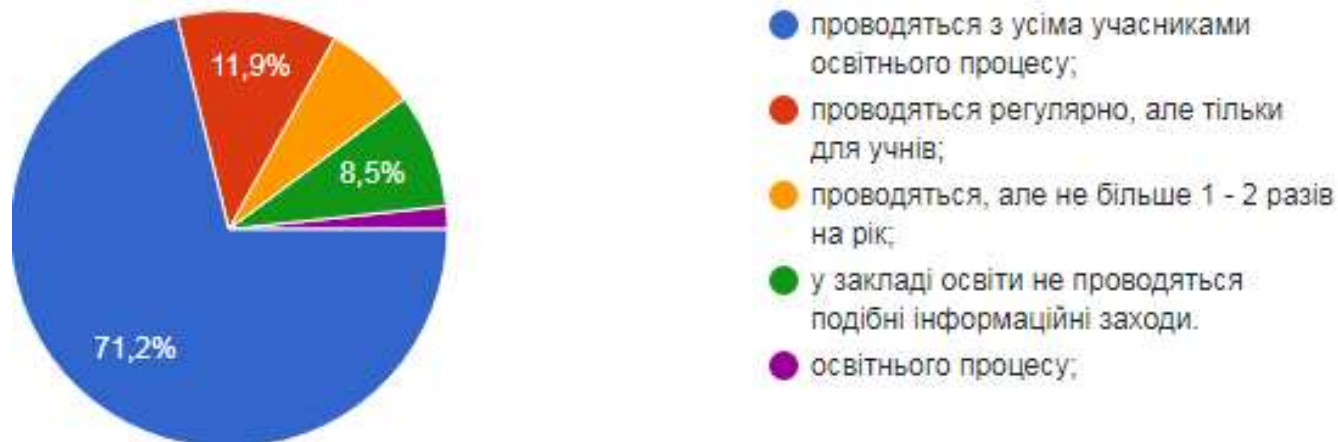 11,9%
8,5%
71,2%
проводяться з усіма учасниками
освітнього процесу;
проводяться регулярно, але тільки
для учнів;
проводяться, але не більше 1 - 2 разів
на рік;
у закладі освіти не проводяться
подібні інформаційні заходи.
освітнього процесу;